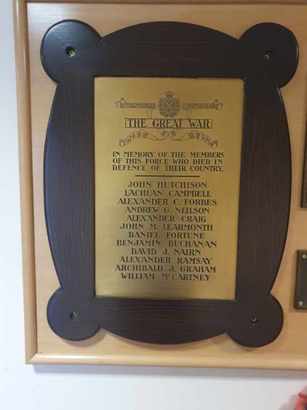 THE GREAT WAR
IN MEMORY OF THE MEMBERS
OF THIS FORCE WHO DIED IN
DEFENCE OF THEIR COUNTRY.
JOHN HUTCHISON
LACHLAN CAMPBELL
ALEXANDER C. FORBES
ANDREW G. NEILSON
ALEXANDER CRAIG
JOHN M. LEARMONTH
DANIEL FORTUNE
BENJAMIN BUCHANAN
DAVID J. NAIRN
ALEXANDER RAMSAY
ARCHIBALD J. GRAHAM
WILLIAM McCARTNEY